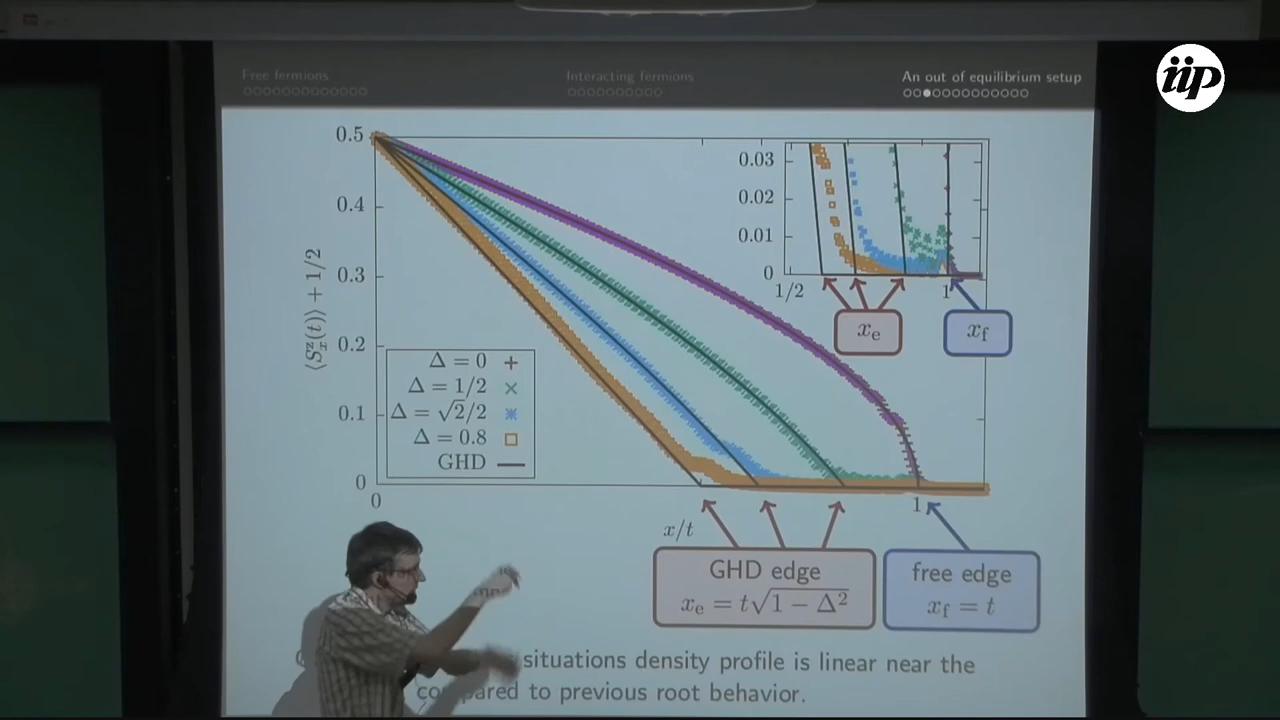 iip
Free fermions
Interacting fermions
An out of equilibrium setup
0.5
0.4
0.3
0.2
0.1
0
⟨S^z_x(t)⟩ + 1/2
Δ = 0
Δ = 1/2
Δ = √2/2
Δ = 0.8
GHD
0.03
0.02
0.01
0
1/2
1
x_e
x_f
0
1
x/t
GHD edge
x_e = t√(1 − Δ²)
free edge
x_f = t
situations density profile is linear near the
to previous root behavior.